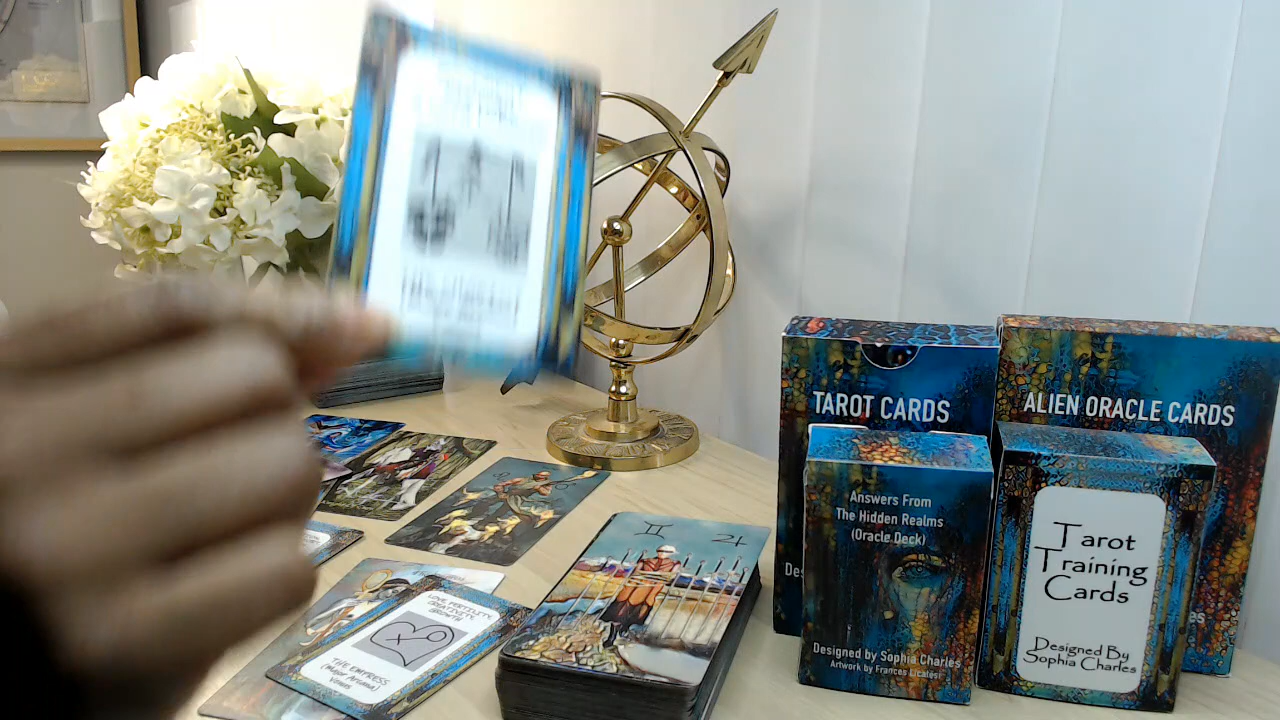 TAROT CARDS
ALIEN ORACLE CARDS
Answers From
The Hidden Realms
(Oracle Deck)
Designed by Sophia Charles
Artwork by Frances Licalesi
Tarot
Training
Cards
Designed By
Sophia Charles
LOVE, FERTILITY
CREATIVITY,
GROWTH
THE EMPRESS
(Major Arcana)
VENUS